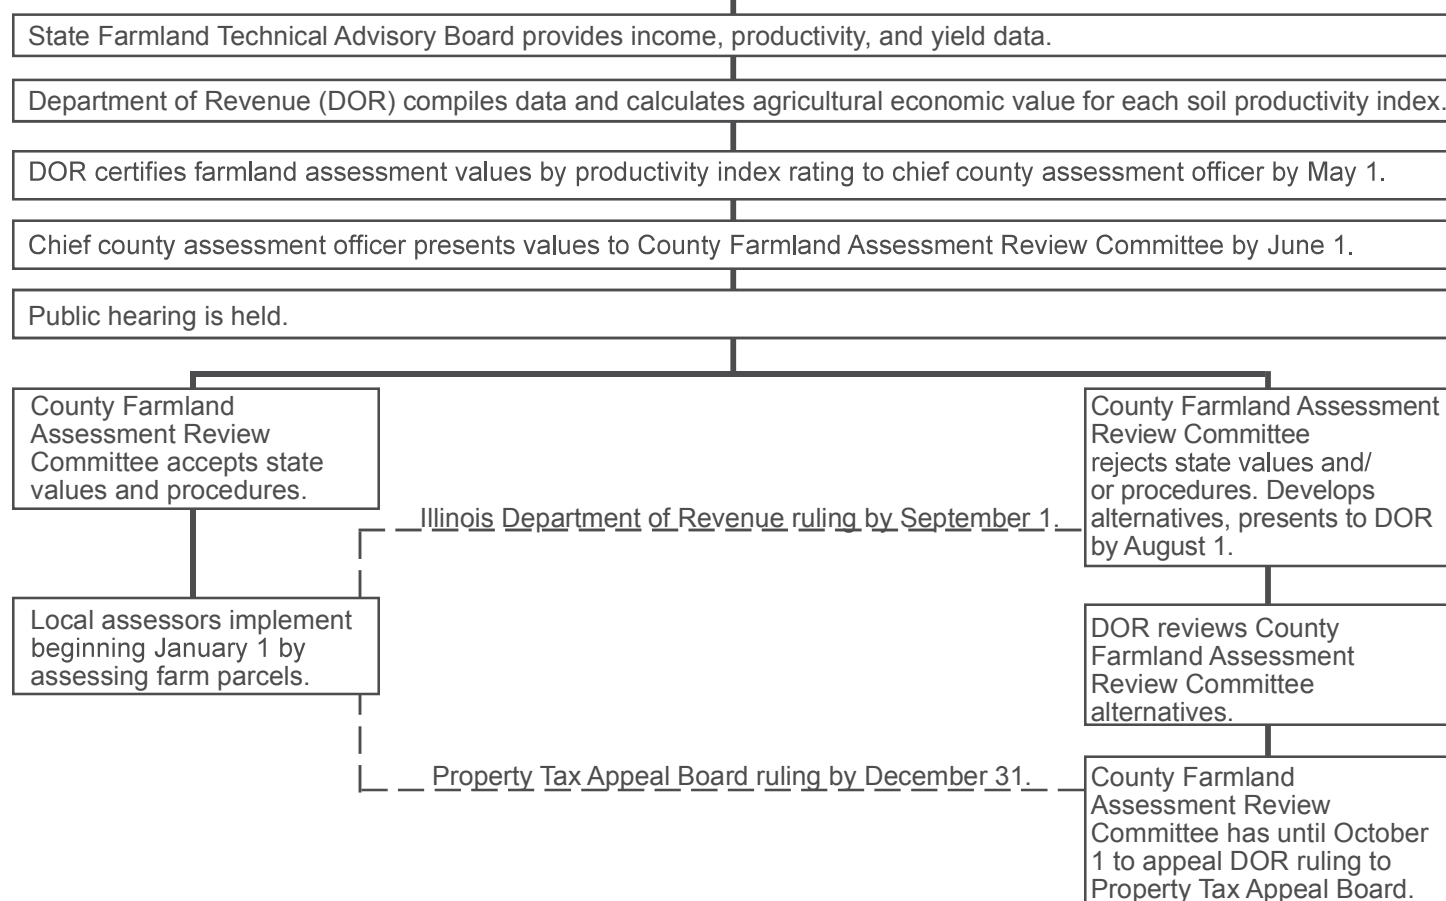 State Farmland Technical Advisory Board provides income, productivity, and yield data.
Department of Revenue (DOR) compiles data and calculates agricultural economic value for each soil productivity index.
DOR certifies farmland assessment values by productivity index rating to chief county assessment officer by May 1.
Chief county assessment officer presents values to County Farmland Assessment Review Committee by June 1.
Public hearing is held.
County Farmland
Assessment Review
Committee accepts state
values and procedures.
County Farmland Assessment
Review Committee
rejects state values and/
or procedures. Develops
alternatives, presents to DOR
by August 1.
Illinois Department of Revenue ruling by September 1.
Local assessors implement
beginning January 1 by
assessing farm parcels.
DOR reviews County
Farmland Assessment
Review Committee
alternatives.
Property Tax Appeal Board ruling by December 31.
County Farmland
Assessment Review
Committee has until October
1 to appeal DOR ruling to
Property Tax Appeal Board.